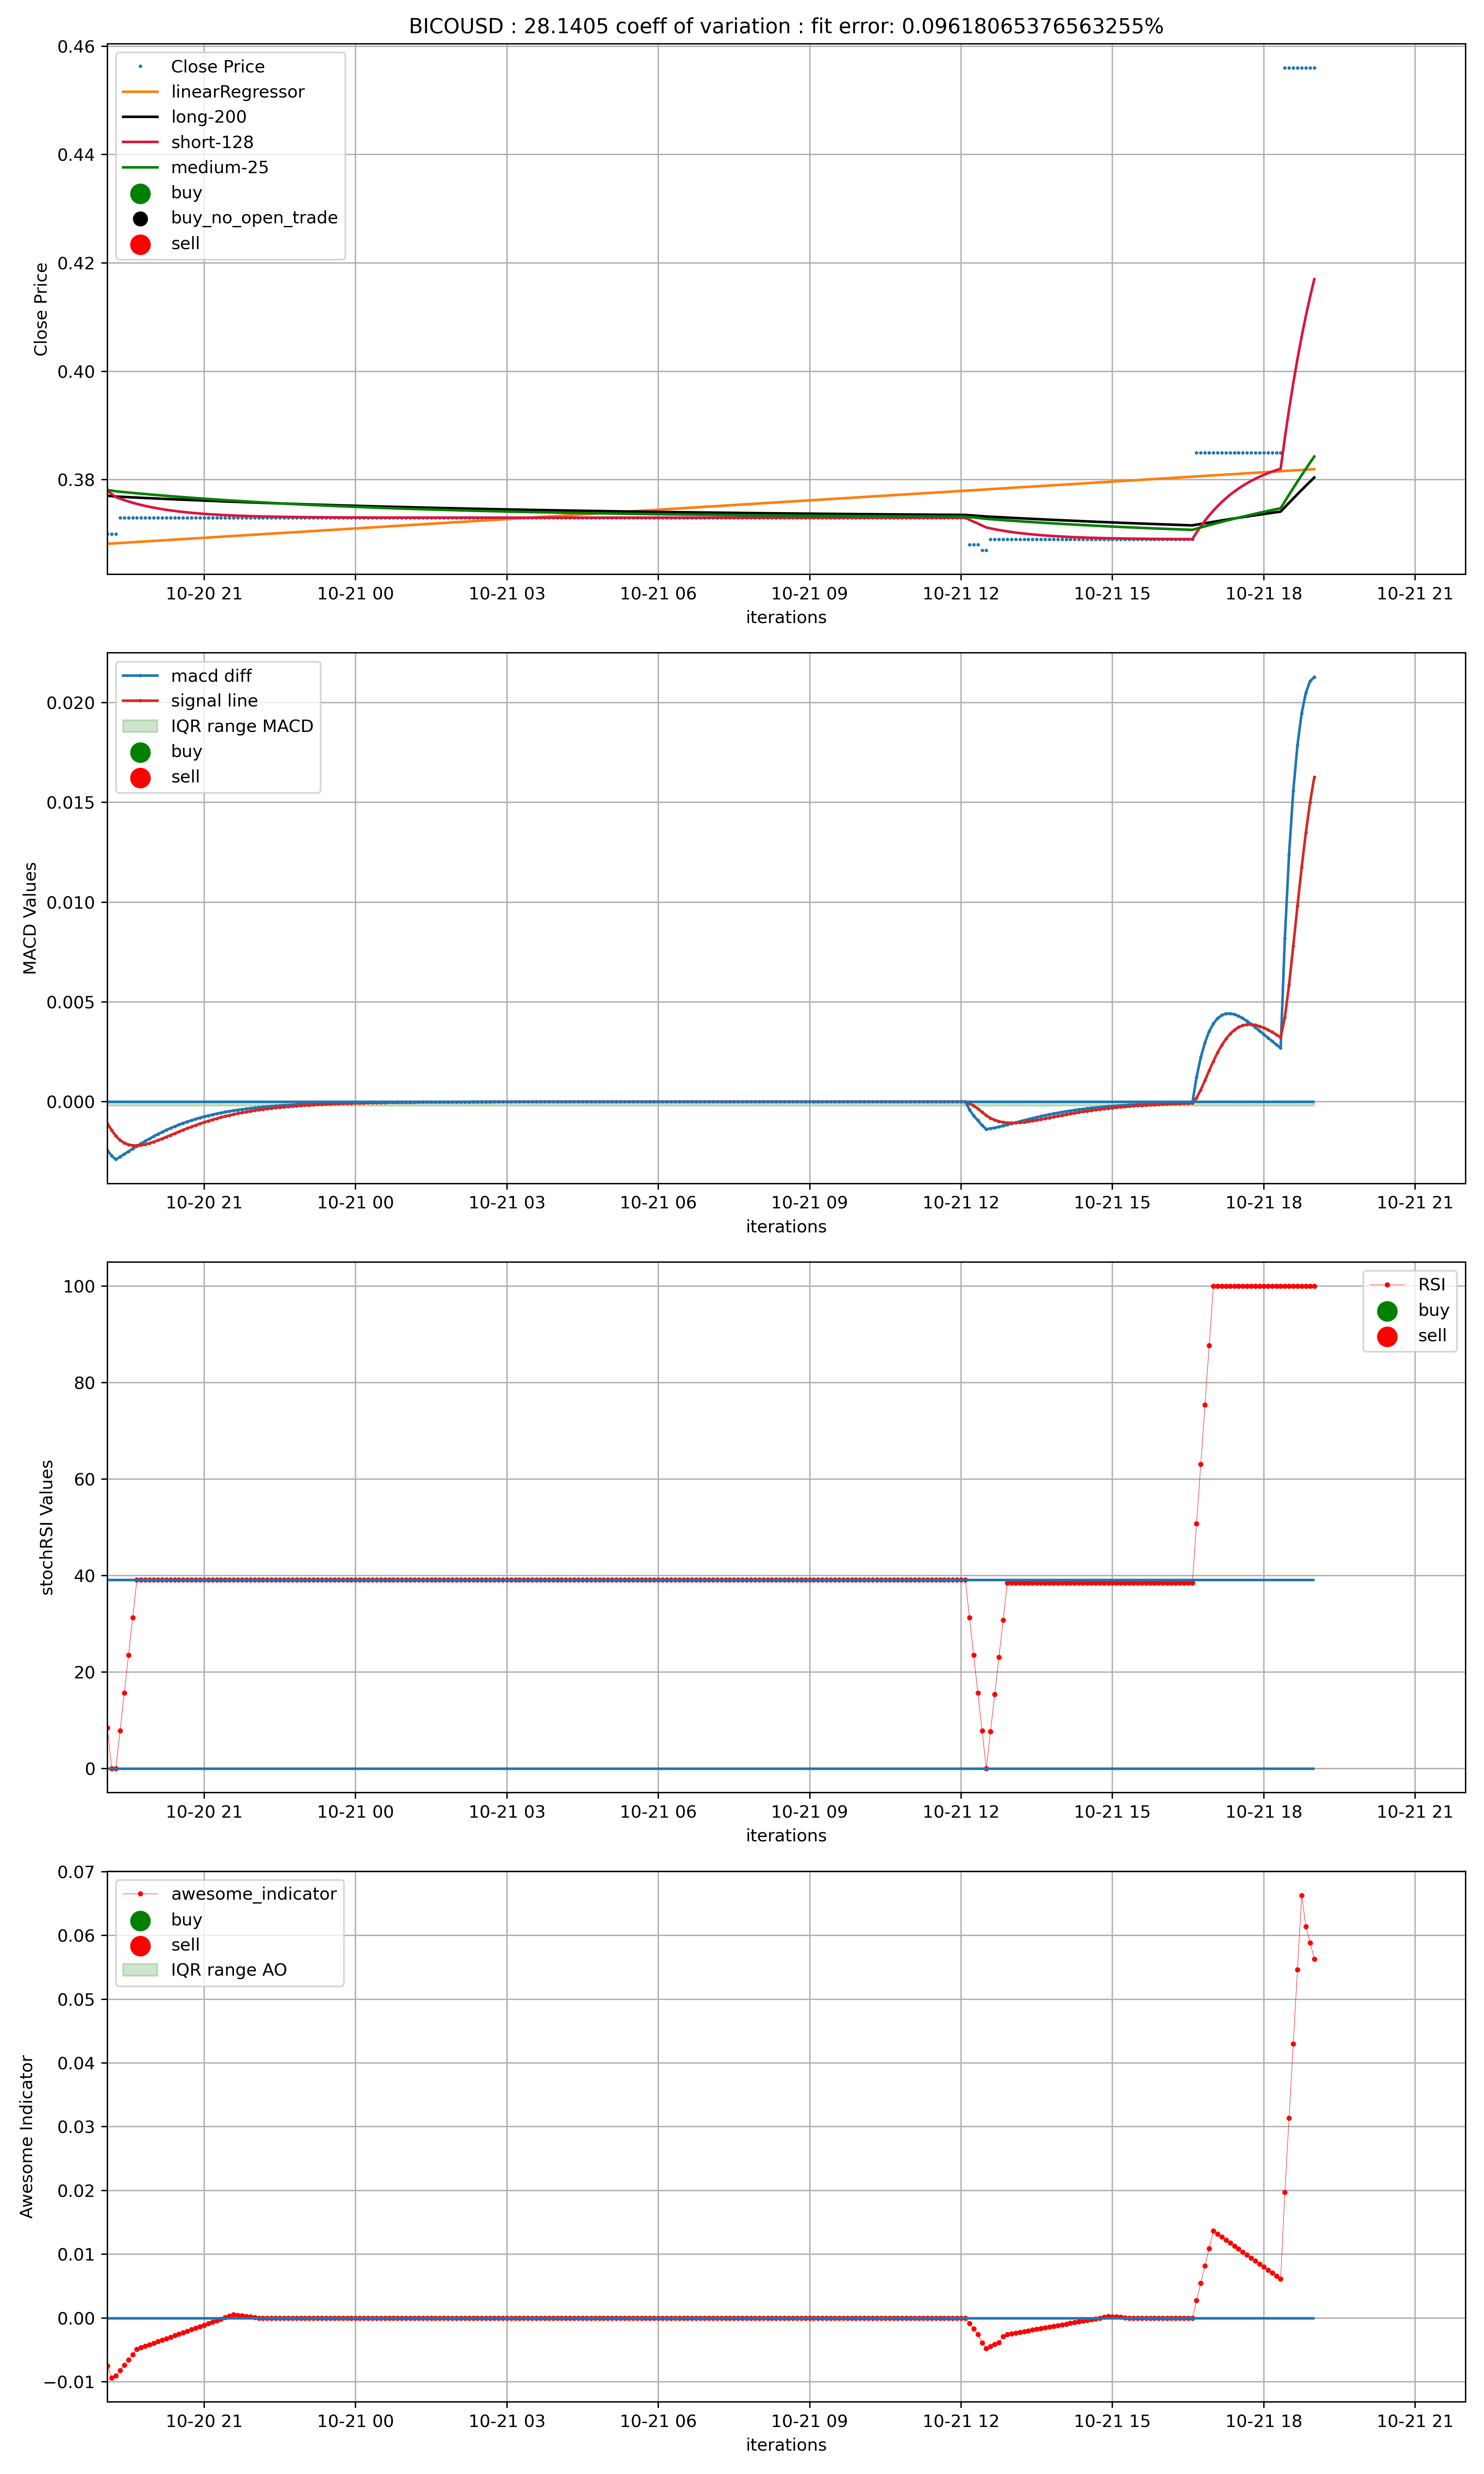 BICOUSD : 28.1405 coeff of variation : fit error: 0.09618065376563255%
Close Price
linearRegressor
long-200
short-128
medium-25
buy
buy_no_open_trade
sell
0.46
0.44
0.42
0.40
0.38
Close Price
10-20 21 10-21 00 10-21 03 10-21 06 10-21 09 10-21 12 10-21 15 10-21 18 10-21 21
iterations
macd diff
signal line
IQR range MACD
buy
sell
0.020
0.015
0.010
0.005
0.000
MACD Values
10-20 21 10-21 00 10-21 03 10-21 06 10-21 09 10-21 12 10-21 15 10-21 18 10-21 21
iterations
RSI
buy
sell
100
80
60
40
20
0
stochRSI Values
10-20 21 10-21 00 10-21 03 10-21 06 10-21 09 10-21 12 10-21 15 10-21 18 10-21 21
iterations
awesome_indicator
buy
sell
IQR range AO
0.07
0.06
0.05
0.04
0.03
0.02
0.01
0.00
−0.01
Awesome Indicator
10-20 21 10-21 00 10-21 03 10-21 06 10-21 09 10-21 12 10-21 15 10-21 18 10-21 21
iterations